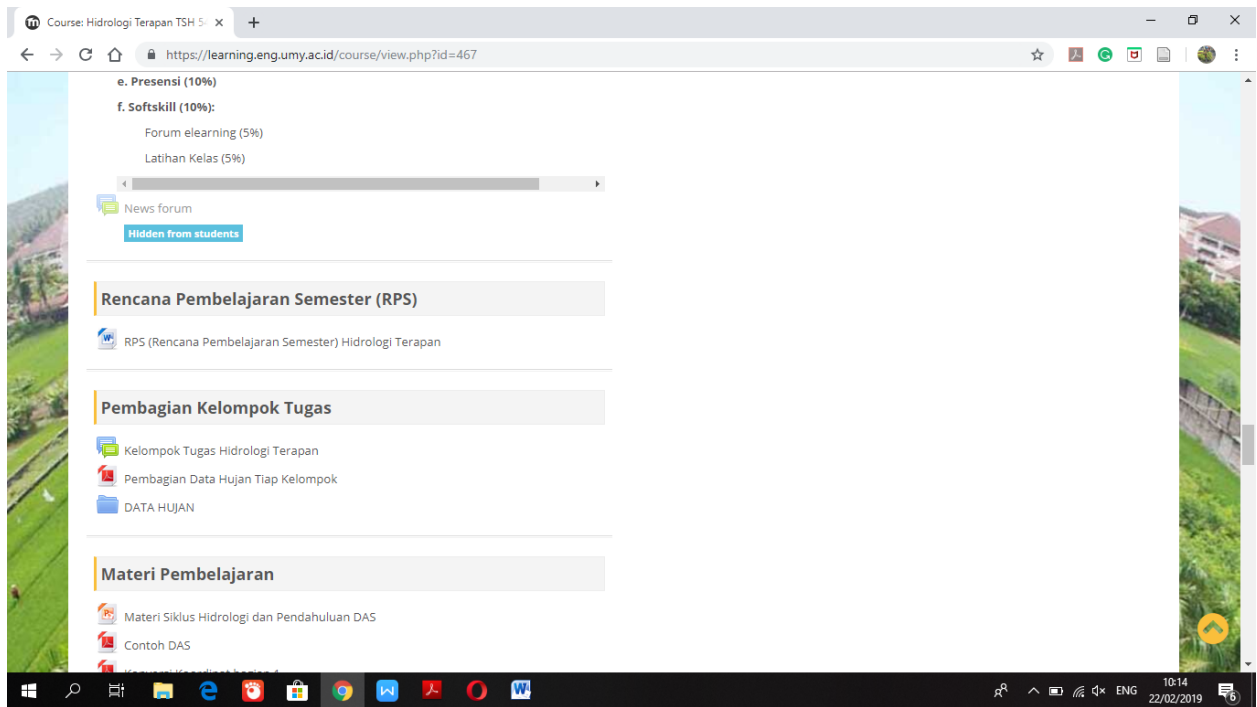 Course: Hidrologi Terapan TSH 5
https://learning.eng.umy.ac.id/course/view.php?id=467
e. Presensi (10%)
f. Softskill (10%):
Forum elearning (5%)
Latihan Kelas (5%)
News forum
Hidden from students
Rencana Pembelajaran Semester (RPS)
RPS (Rencana Pembelajaran Semester) Hidrologi Terapan
Pembagian Kelompok Tugas
Kelompok Tugas Hidrologi Terapan
Pembagian Data Hujan Tiap Kelompok
DATA HUJAN
Materi Pembelajaran
Materi Siklus Hidrologi dan Pendahuluan DAS
Contoh DAS
ENG
10:14
22/02/2019